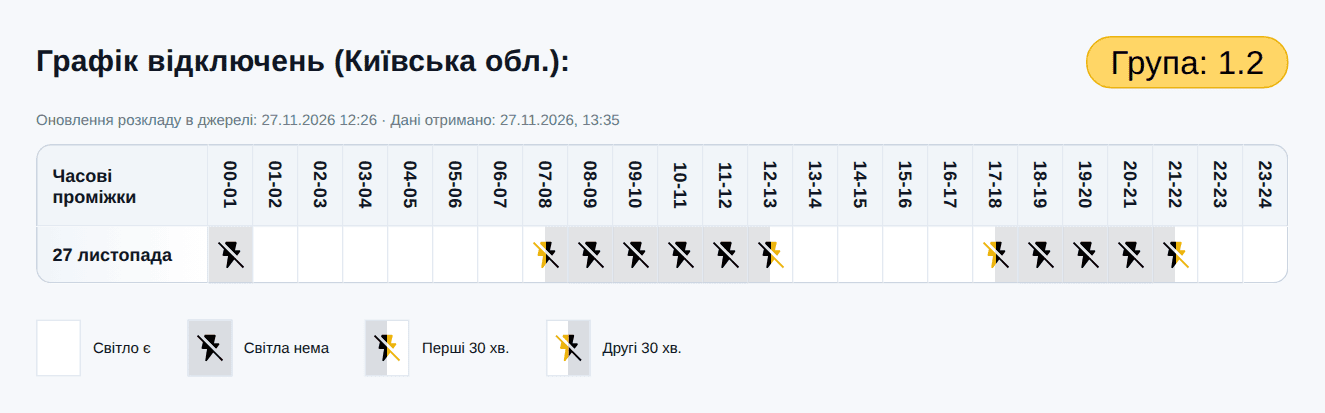 Графік відключень (Київська обл.):
Група: 1.2
Оновлення розкладу в джерелі: 27.11.2026 12:26 · Дані отримано: 27.11.2026, 13:35
Часові
проміжки
00-01 01-02 02-03 03-04 04-05 05-06 06-07 07-08 08-09 09-10 10-11 11-12 12-13 13-14 14-15 15-16 16-17 17-18 18-19 19-20 20-21 21-22 22-23 23-24
27 листопада
Світло є Світла нема Перші 30 хв. Другі 30 хв.